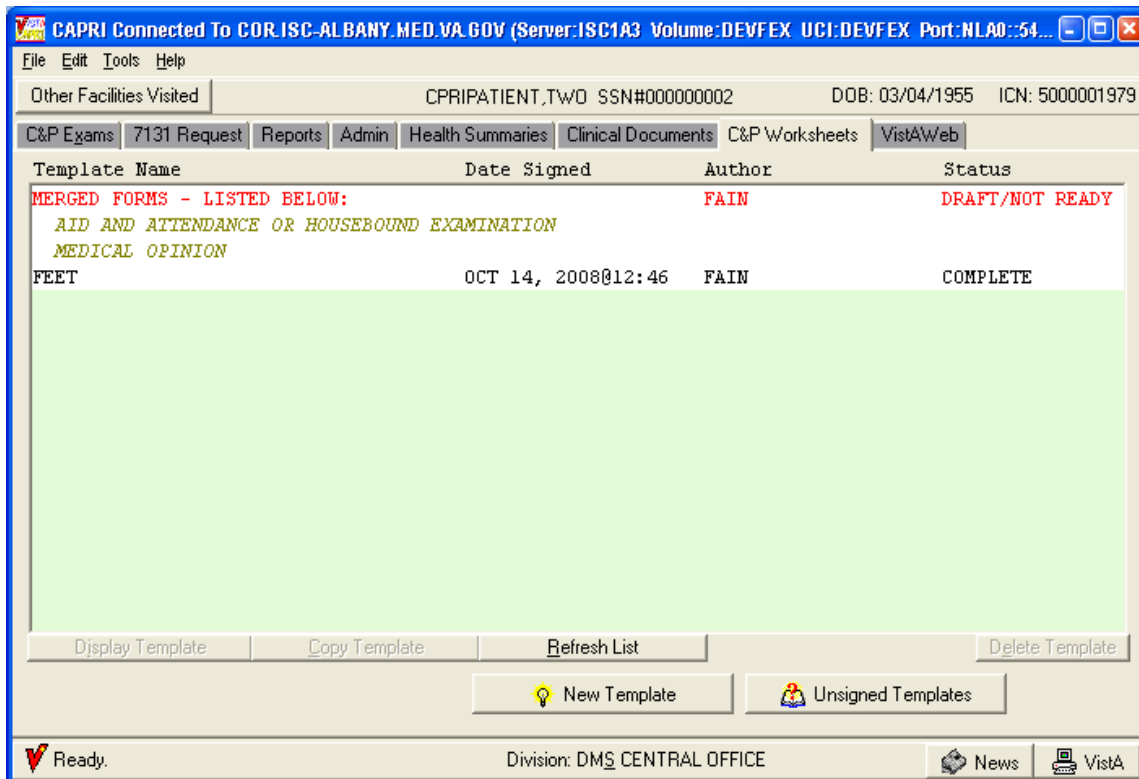 CAPRI Connected To COR.ISC-ALBANY.MED.VA.GOV (Server:ISC1A3 Volume:DEVFEX UCI:DEVFEX Port:NLA0::54...
File Edit Tools Help
Other Facilities Visited CPRIPATIENT,TWO SSN#000000002 DOB: 03/04/1955 ICN: 5000001979
C&P Exams 7131 Request Reports Admin Health Summaries Clinical Documents C&P Worksheets VistAWeb
Template Name Date Signed Author Status
MERGED FORMS - LISTED BELOW: FAIN DRAFT/NOT READY
AID AND ATTENDANCE OR HOUSEBOUND EXAMINATION
MEDICAL OPINION
FEET OCT 14, 2008@12:46 FAIN COMPLETE
Display Template Copy Template Refresh List Delete Template
New Template Unsigned Templates
Ready. Division: DMS CENTRAL OFFICE News VistA